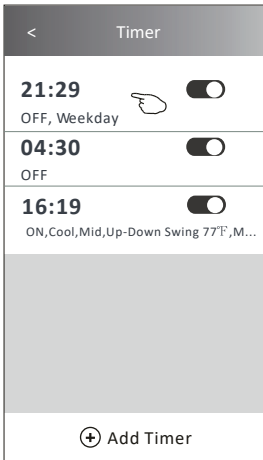 < Timer
21:29
OFF, Weekday
04:30
OFF
16:19
ON,Cool,Mid,Up-Down Swing 77℉,M...
Add Timer